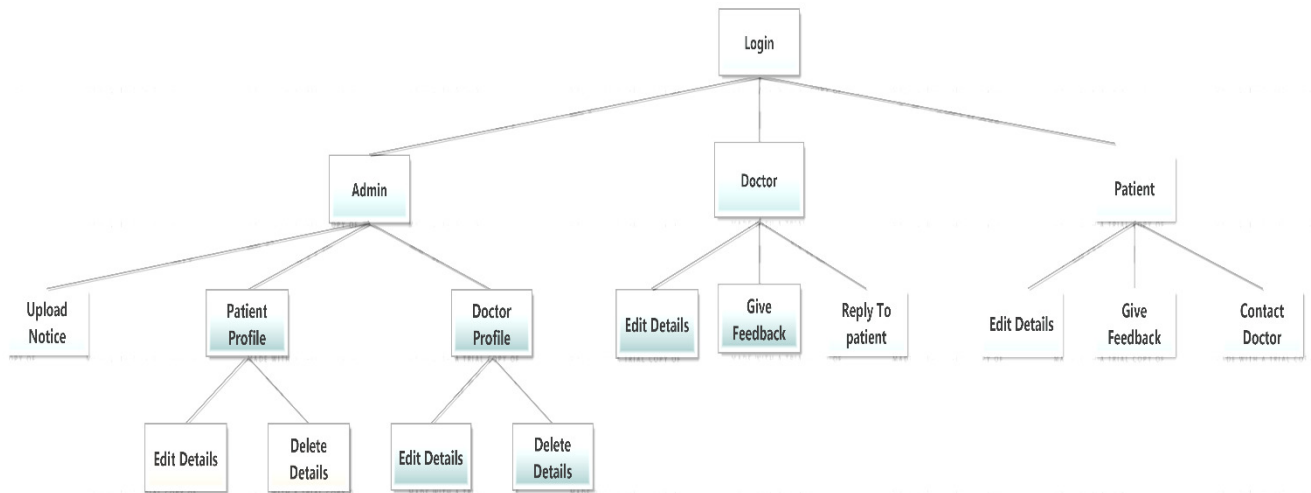 Login
Admin
Doctor
Patient
Upload
Notice
Patient
Profile
Doctor
Profile
Edit Details
Give
Feedback
Reply To
patient
Edit Details
Give
Feedback
Contact
Doctor
Edit Details
Delete
Details
Edit Details
Delete
Details